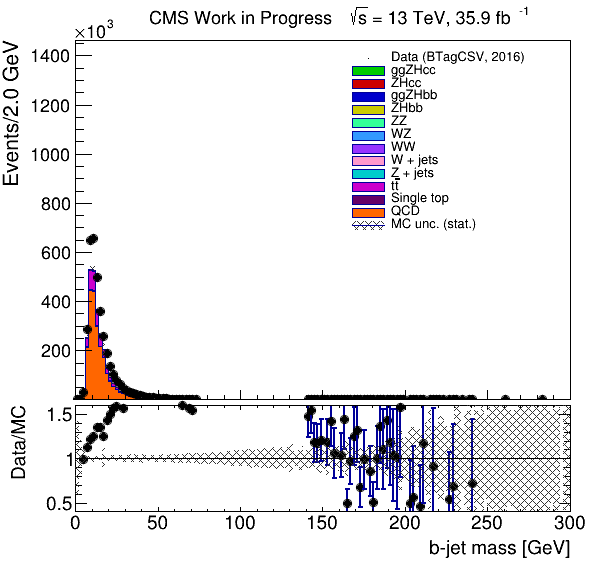 CMS Work in Progress √s = 13 TeV, 35.9 fb⁻¹
×10³
Events/2.0 GeV
1400
1200
1000
800
600
400
200
Data (BTagCSV, 2016)
ggZHcc
ZHcc
ggZHbb
ZHbb
ZZ
WZ
WW
W + jets
Z + jets
tt̅
Single top
QCD
MC unc. (stat.)
Data/MC
1.5
1
0.5
0 50 100 150 200 250 300
b-jet mass [GeV]